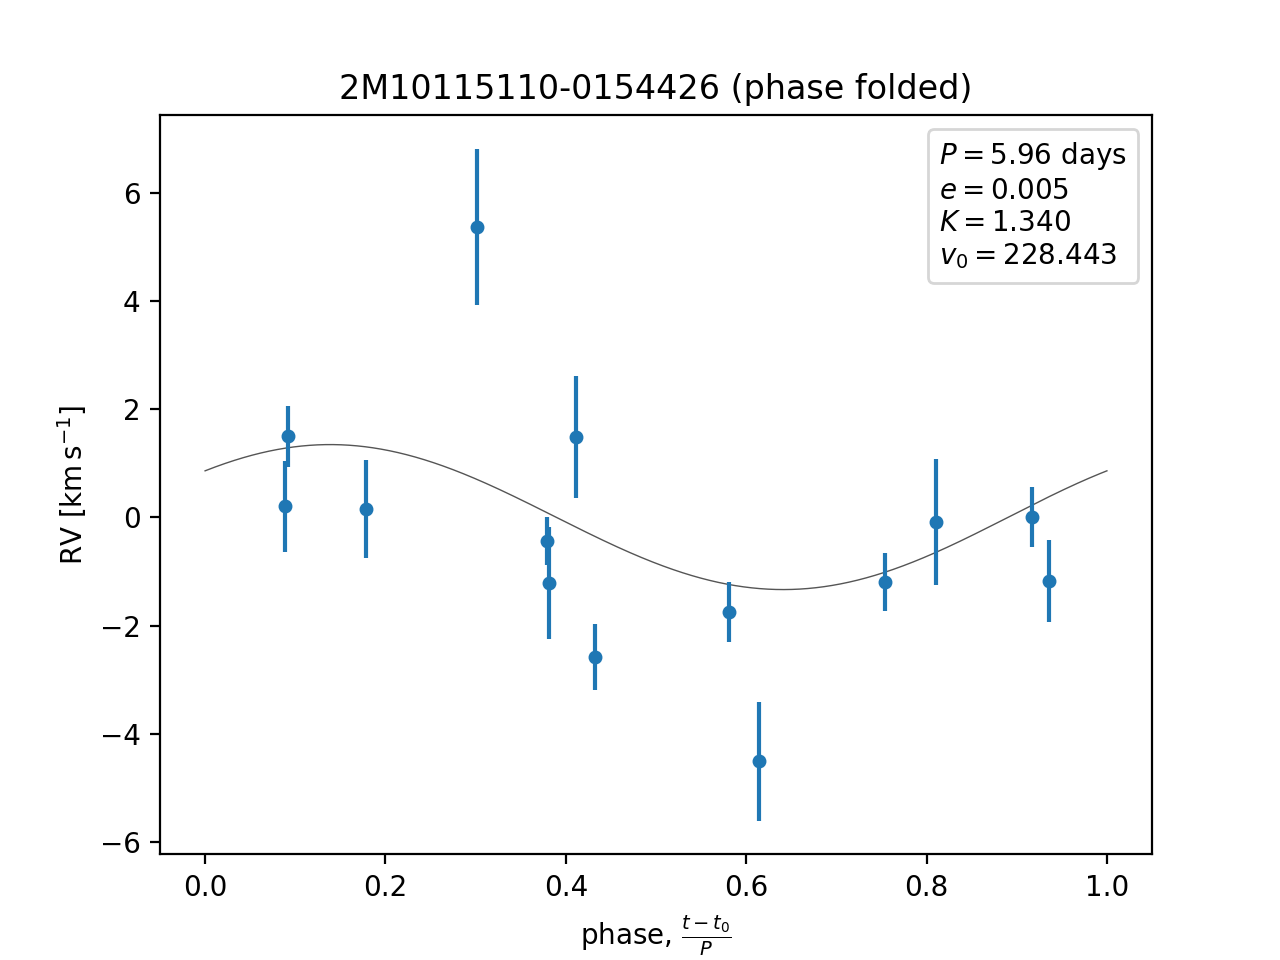 2M10115110-0154426 (phase folded)
P = 5.96 days
e = 0.005
K = 1.340
v₀ = 228.443
RV [km s⁻¹]
6
4
2
0
−2
−4
−6
0.0 0.2 0.4 0.6 0.8 1.0
phase, (t − t₀)/P